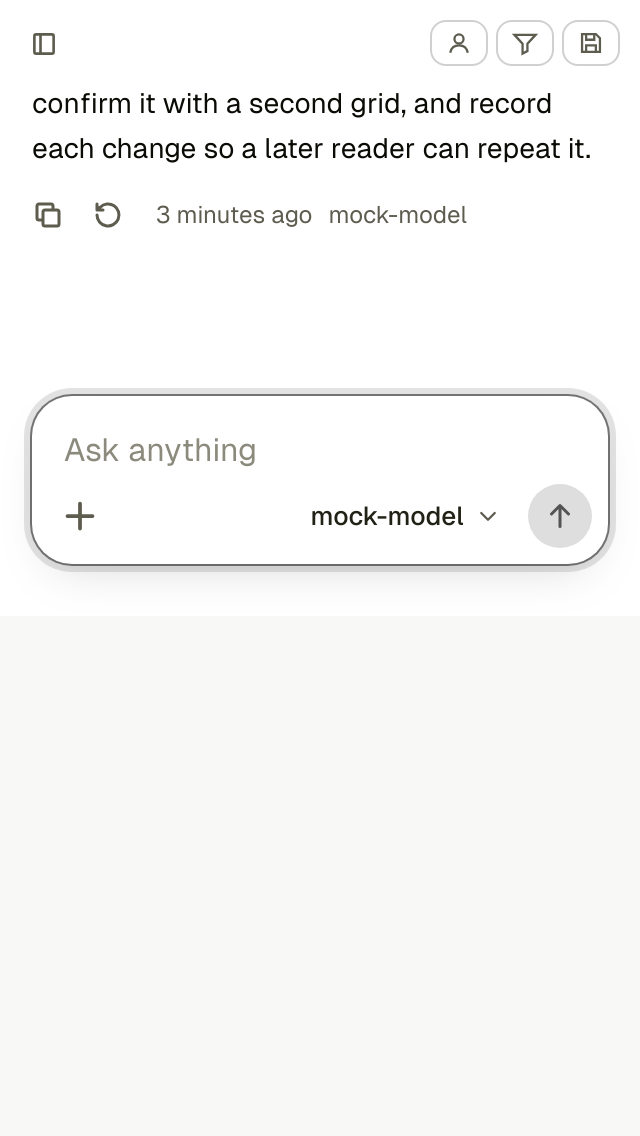 confirm it with a second grid, and record
each change so a later reader can repeat it.
3 minutes ago mock-model
Ask anything
mock-model